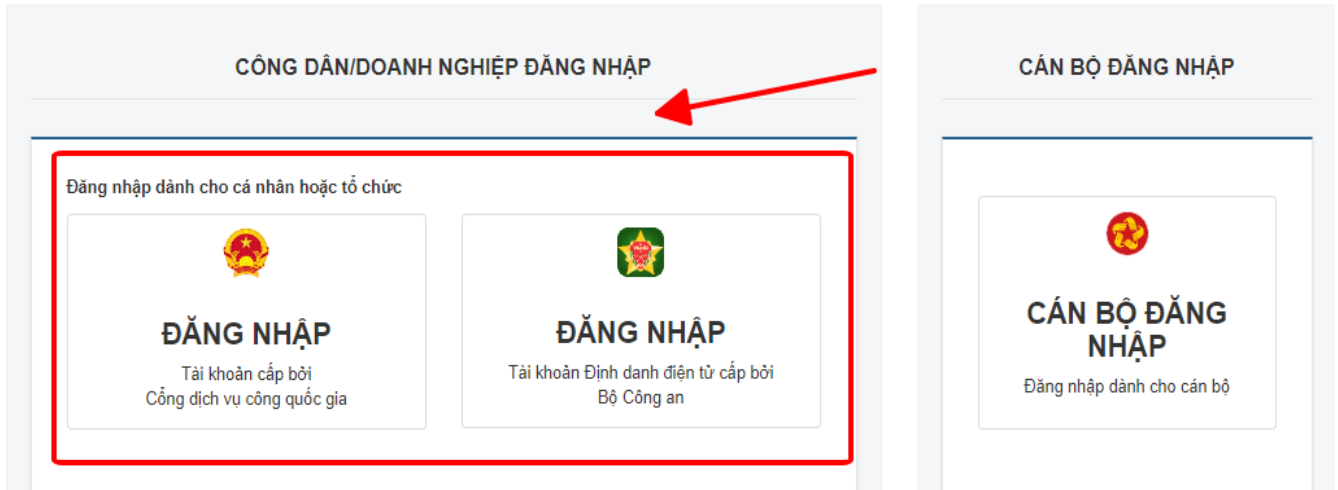 CÔNG DÂN/DOANH NGHIỆP ĐĂNG NHẬP
Đăng nhập dành cho cá nhân hoặc tổ chức
ĐĂNG NHẬP
Tài khoản cấp bởi
Cổng dịch vụ công quốc gia
ĐĂNG NHẬP
Tài khoản Định danh điện tử cấp bởi
Bộ Công an
CÁN BỘ ĐĂNG NHẬP
CÁN BỘ ĐĂNG
NHẬP
Đăng nhập dành cho cán bộ